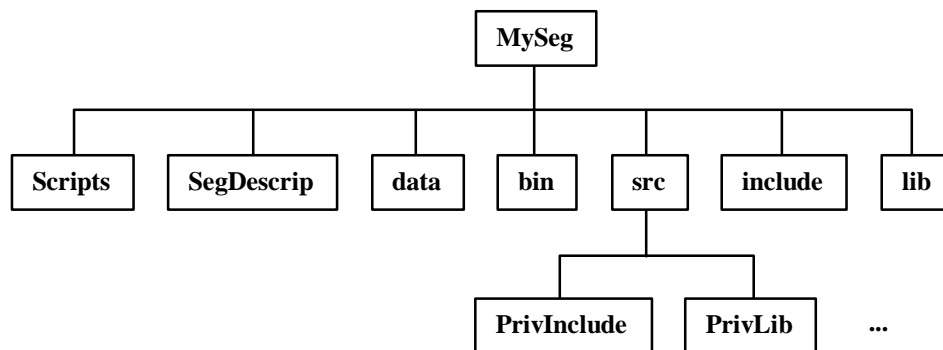 MySeg
Scripts SegDescrip data bin src include lib
PrivInclude PrivLib ...